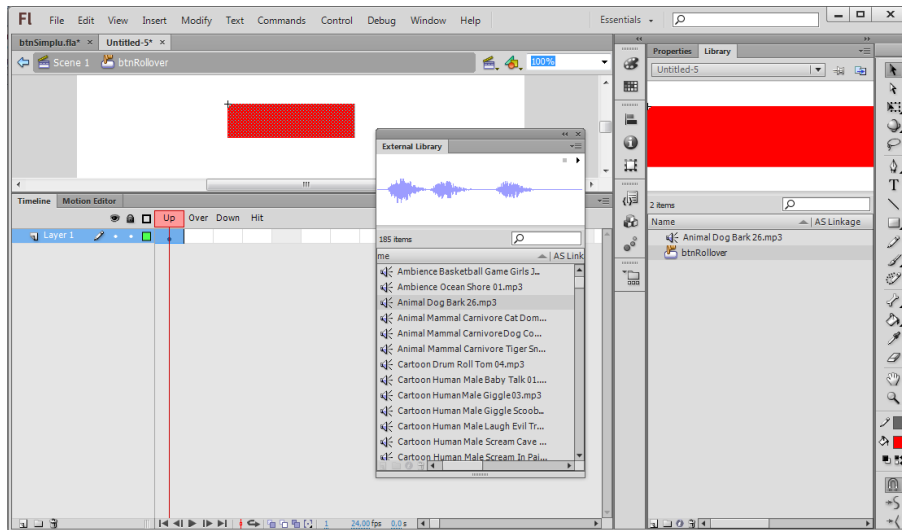 Fl File Edit View Insert Modify Text Commands Control Debug Window Help Essentials
btnSimplu.fla* × Untitled-5* ×
Scene 1 btnRollover 100%
Properties Library
Untitled-5
External Library
185 items
me AS Link
Ambience Basketball Game Girls J...
Ambience Ocean Shore 01.mp3
Animal Dog Bark 26.mp3
Animal Mammal Carnivore Cat Dom...
Animal Mammal Carnivore Dog Co...
Animal Mammal Carnivore Tiger Sn...
Cartoon Drum Roll Tom 04.mp3
Cartoon Human Male Baby Talk 01....
Cartoon Human Male Giggle 03.mp3
Cartoon Human Male Giggle Scoob...
Cartoon Human Male Laugh Evil Tr...
Cartoon Human Male Scream Cave ...
Cartoon Human Male Scream In Pai...
2 items
Name AS Linkage
Animal Dog Bark 26.mp3
btnRollover
Timeline Motion Editor
Up Over Down Hit
Layer 1
1 24.00 fps 0.0 s